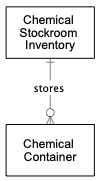 Chemical
Stockroom
Inventory
stores
Chemical
Container